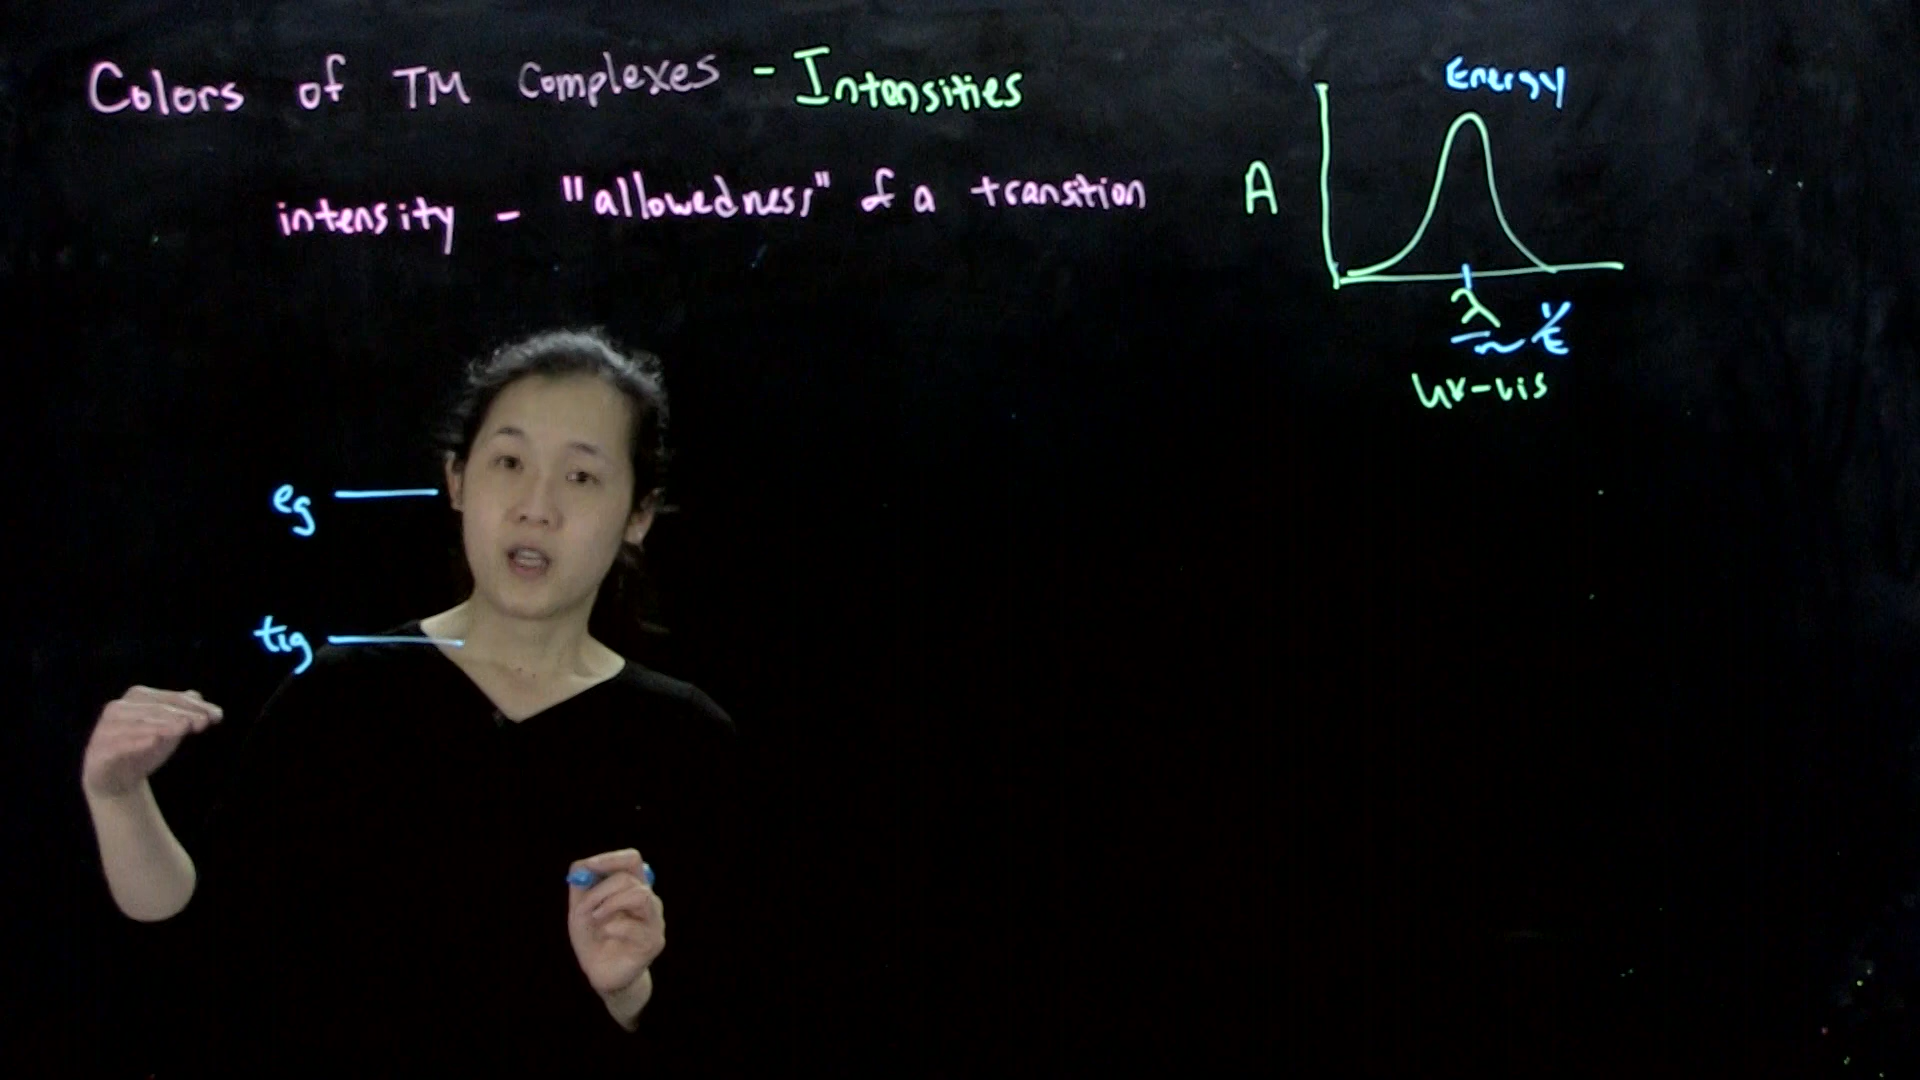 Colors of TM Complexes - Intensities
intensity - "allowedness" of a transition
Energy
A
λ ~ 1/E
uv-vis
eg
t2g